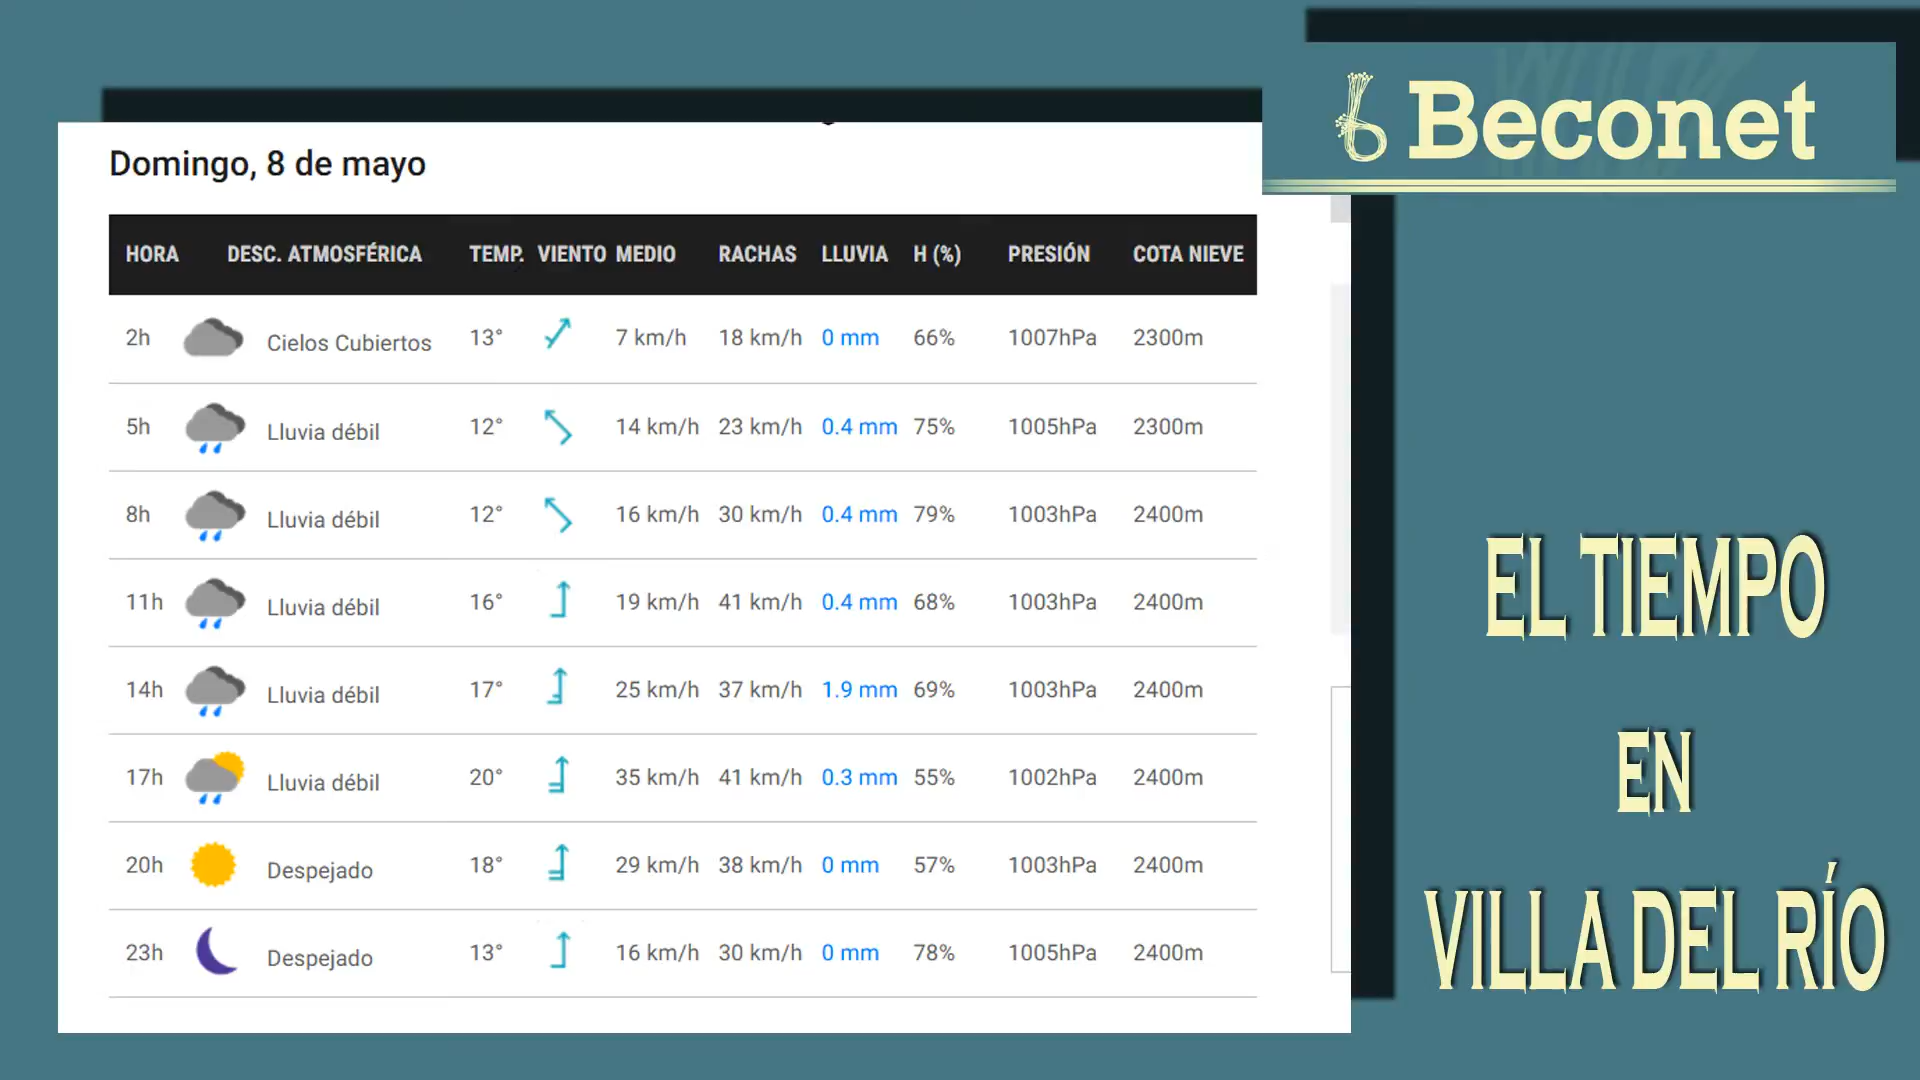 Beconet
Domingo, 8 de mayo
HORA DESC. ATMOSFÉRICA TEMP. VIENTO MEDIO RACHAS LLUVIA H (%) PRESIÓN COTA NIEVE
2h Cielos Cubiertos 13° 7 km/h 18 km/h 0 mm 66% 1007hPa 2300m
5h Lluvia débil 12° 14 km/h 23 km/h 0.4 mm 75% 1005hPa 2300m
8h Lluvia débil 12° 16 km/h 30 km/h 0.4 mm 79% 1003hPa 2400m
11h Lluvia débil 16° 19 km/h 41 km/h 0.4 mm 68% 1003hPa 2400m
14h Lluvia débil 17° 25 km/h 37 km/h 1.9 mm 69% 1003hPa 2400m
17h Lluvia débil 20° 35 km/h 41 km/h 0.3 mm 55% 1002hPa 2400m
20h Despejado 18° 29 km/h 38 km/h 0 mm 57% 1003hPa 2400m
23h Despejado 13° 16 km/h 30 km/h 0 mm 78% 1005hPa 2400m
EL TIEMPO
EN
VILLA DEL RÍO